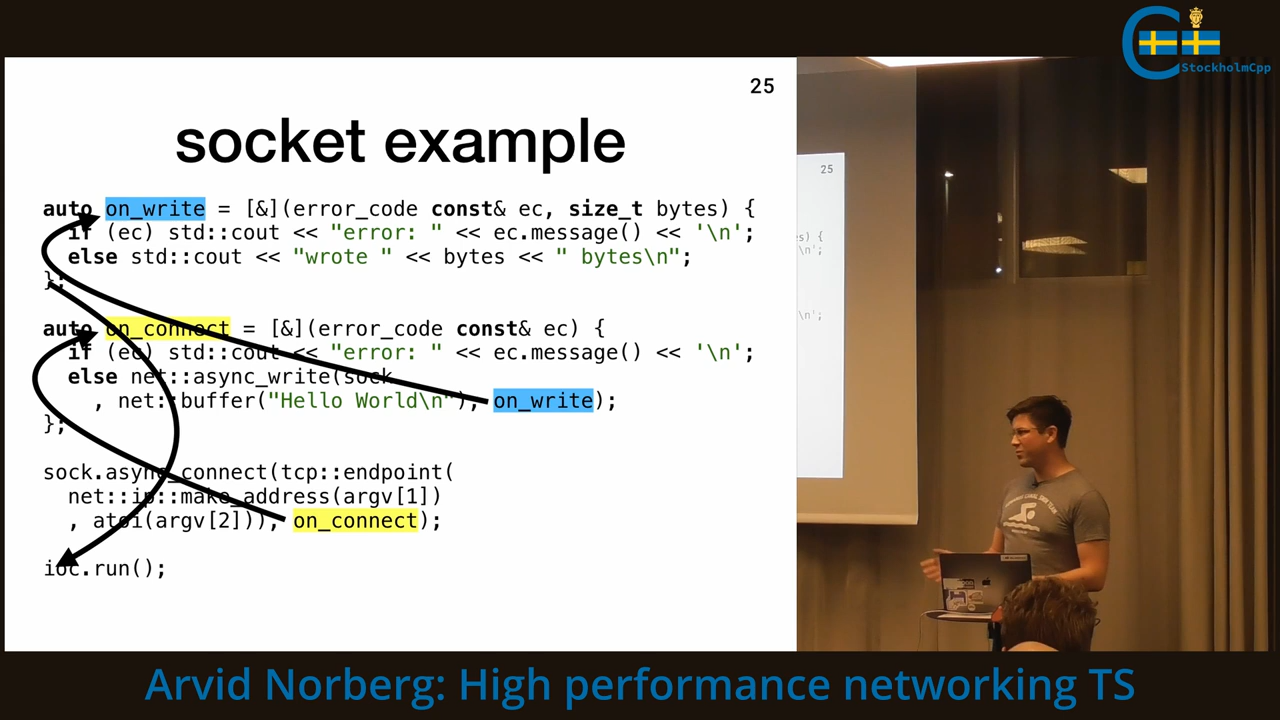 StockholmCpp
25
socket example
auto on_write = [&](error_code const& ec, size_t bytes) {
if (ec) std::cout << "error: " << ec.message() << '\n';
else std::cout << "wrote " << bytes << " bytes\n";
};
auto on_connect = [&](error_code const& ec) {
if (ec) std::cout << "error: " << ec.message() << '\n';
else net::async_write(sock
, net::buffer("Hello World\n"), on_write);
};
sock.async_connect(tcp::endpoint(
net::ip::make_address(argv[1])
, atoi(argv[2])), on_connect);
ioc.run();
25
s) {
\n';
\n';
Arvid Norberg: High performance networking TS